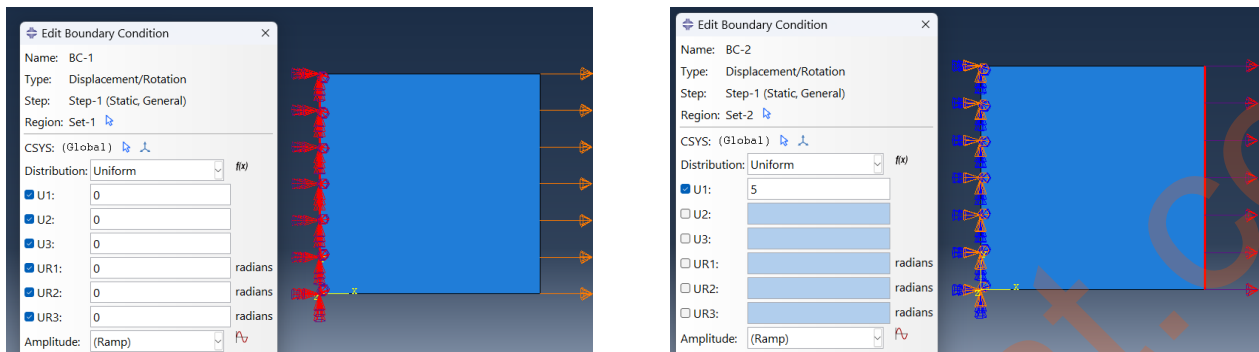 Edit Boundary Condition
Name: BC-1
Type: Displacement/Rotation
Step: Step-1 (Static, General)
Region: Set-1
CSYS: (Global)
Distribution: Uniform f(x)
U1: 0
U2: 0
U3: 0
UR1: 0 radians
UR2: 0 radians
UR3: 0 radians
Amplitude: (Ramp)
X
Edit Boundary Condition
Name: BC-2
Type: Displacement/Rotation
Step: Step-1 (Static, General)
Region: Set-2
CSYS: (Global)
Distribution: Uniform f(x)
U1: 5
U2:
U3:
UR1: radians
UR2: radians
UR3: radians
Amplitude: (Ramp)
X